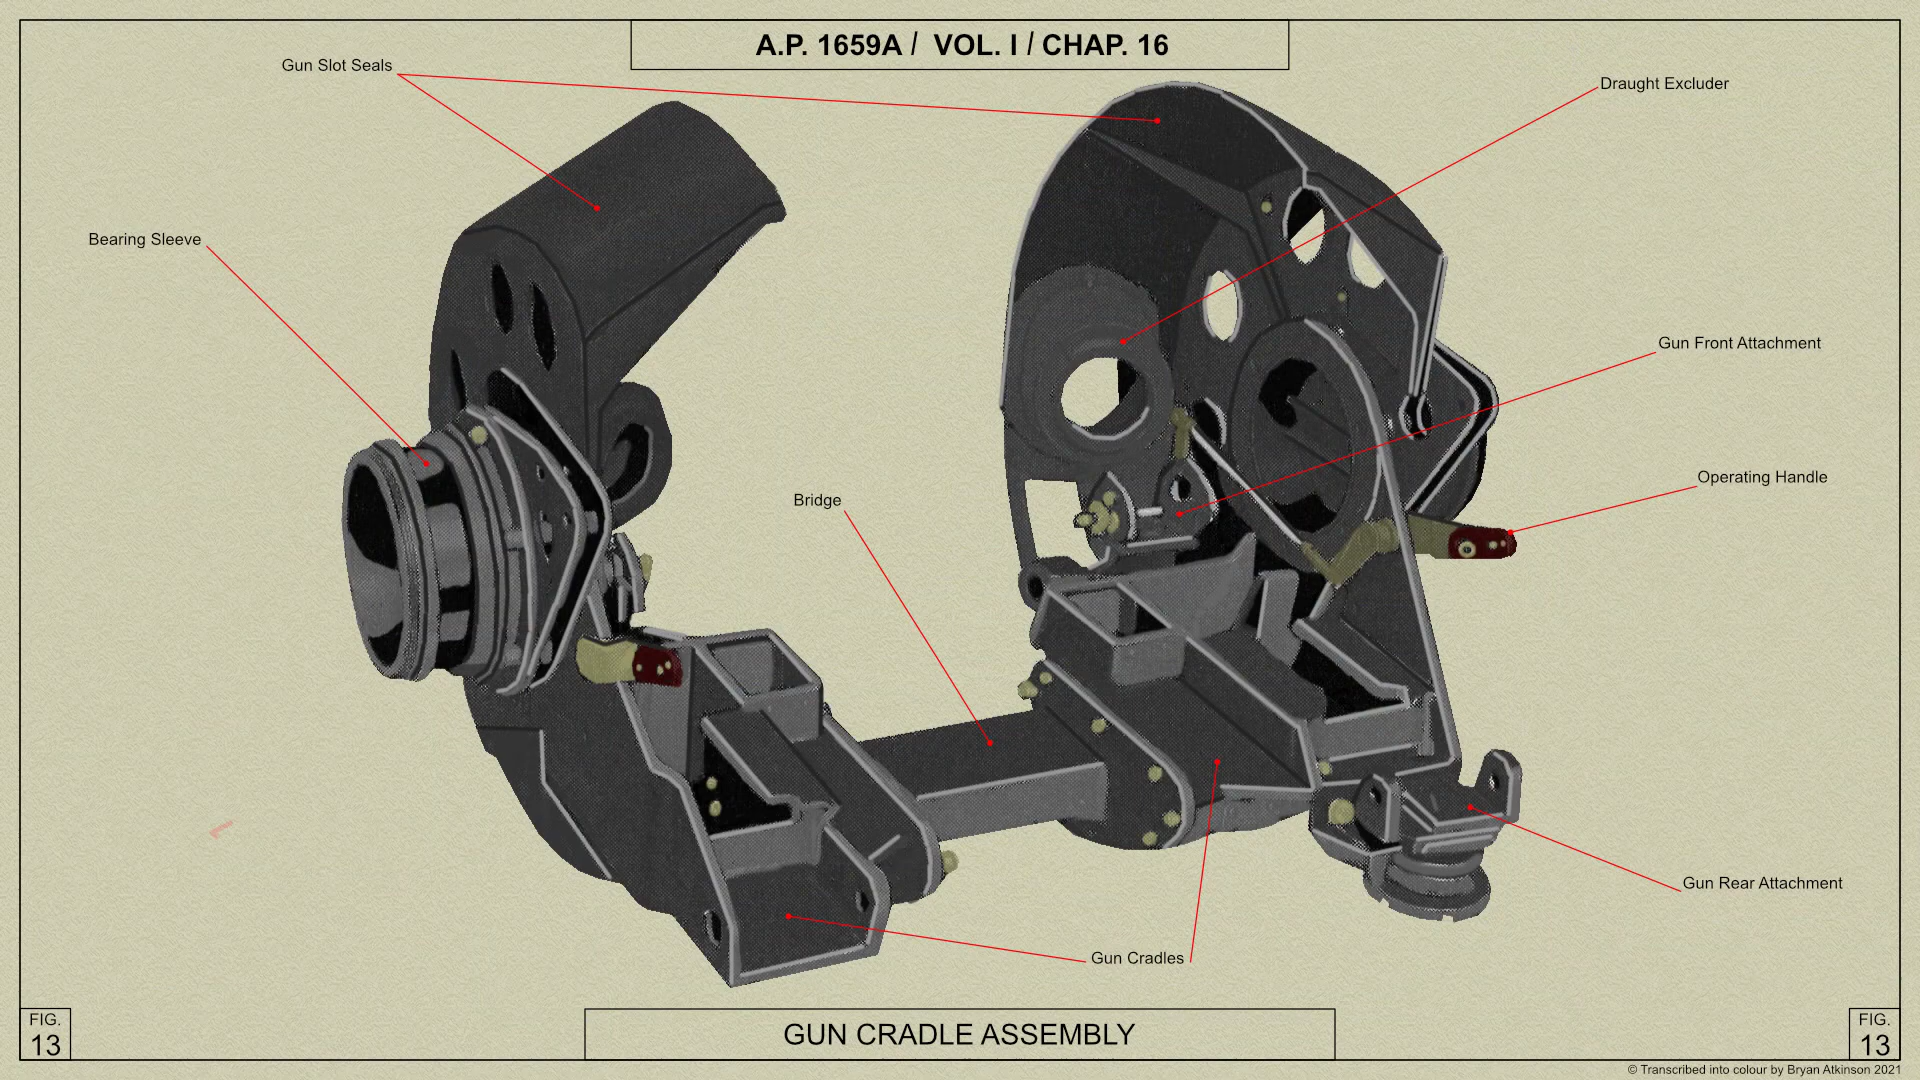 A.P. 1659A / VOL. I / CHAP. 16
Gun Slot Seals
Draught Excluder
Bearing Sleeve
Gun Front Attachment
Operating Handle
Bridge
Gun Rear Attachment
Gun Cradles
FIG.
13
GUN CRADLE ASSEMBLY
FIG.
13
© Transcribed into colour by Bryan Atkinson 2021